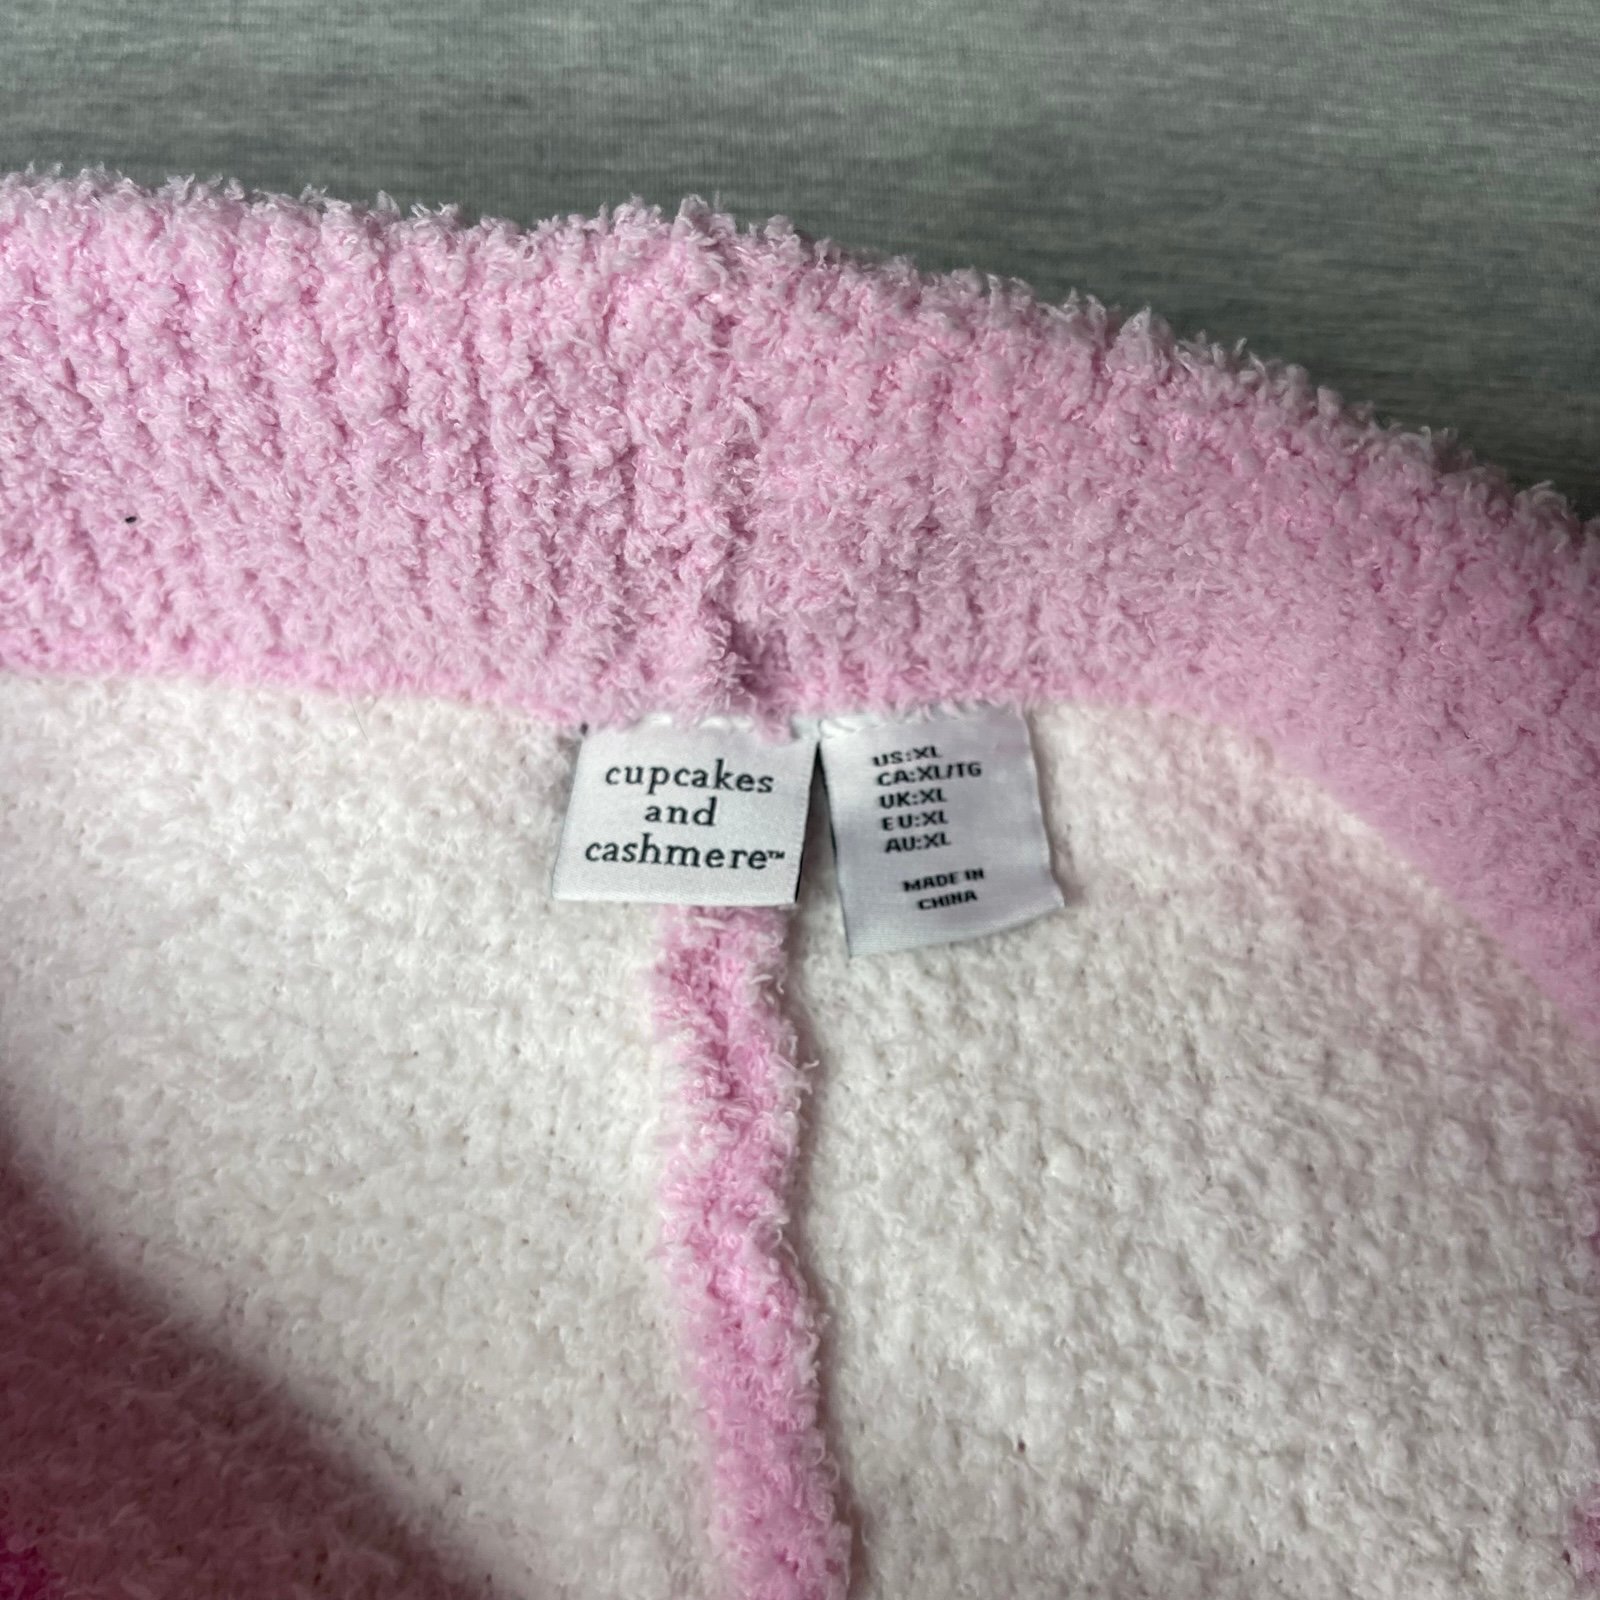 cupcakes
and
cashmere™
US:XL
CA:XL/TG
UK:XL
EU:XL
AU:XL
MADE IN
CHINA